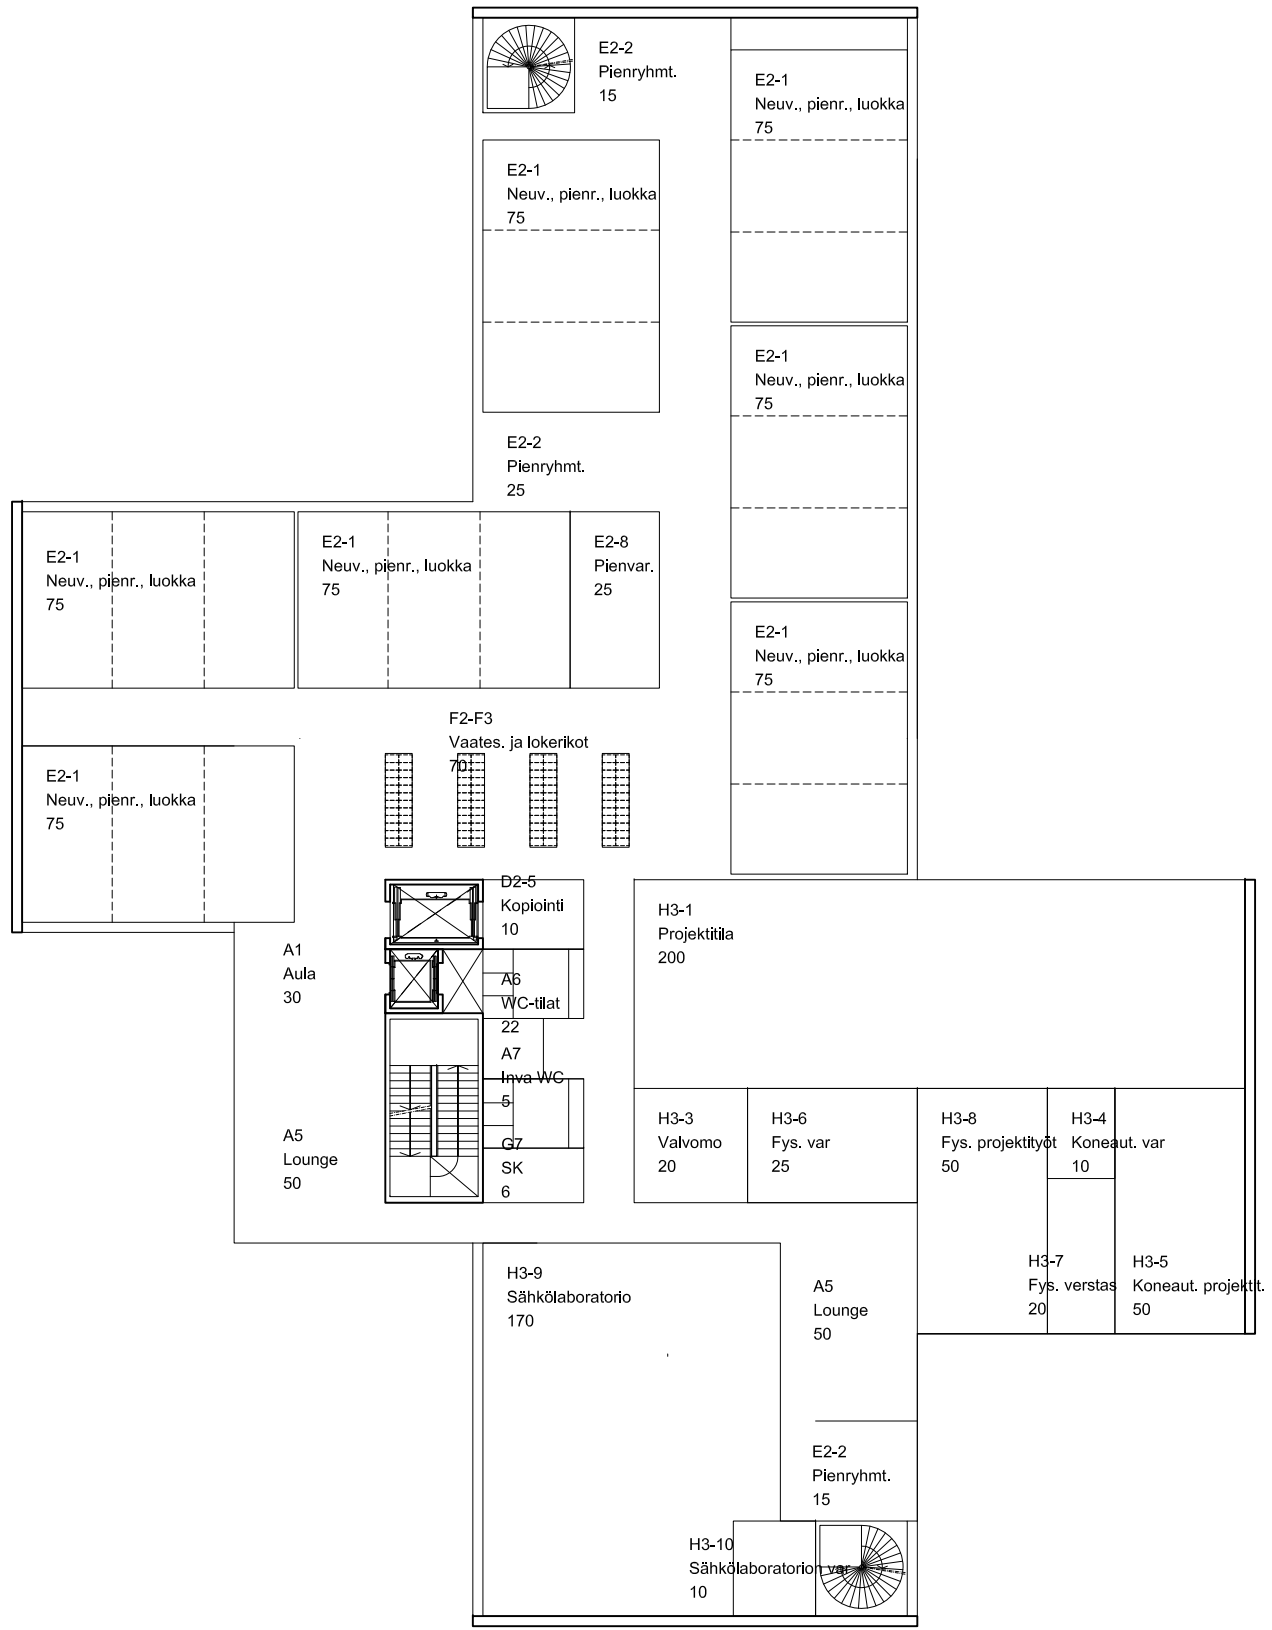 E2-2
Pienryhmt.
15
E2-1
Neuv., pienr., luokka
75
E2-1
Neuv., pienr., luokka
75
E2-1
Neuv., pienr., luokka
75
E2-2
Pienryhmt.
25
E2-1
Neuv., pienr., luokka
75
E2-1
Neuv., pienr., luokka
75
E2-8
Pienvar.
25
E2-1
Neuv., pienr., luokka
75
F2-F3
Vaates. ja lokerikot
70
E2-1
Neuv., pienr., luokka
75
D2-5
Kopiointi
10
H3-1
Projektitila
200
A1
Aula
30
A6
WC-tilat
22
A7
Inva WC
5
A5
Lounge
50
G7
SK
6
H3-3
Valvomo
20
H3-6
Fys. var
25
H3-8
Fys. projektityöt
50
H3-4
Koneaut. var
10
H3-7
Fys. verstas
20
H3-5
Koneaut. projektit.
50
H3-9
Sähkölaboratorio
170
A5
Lounge
50
E2-2
Pienryhmt.
15
H3-10
Sähkölaboratorion var
10